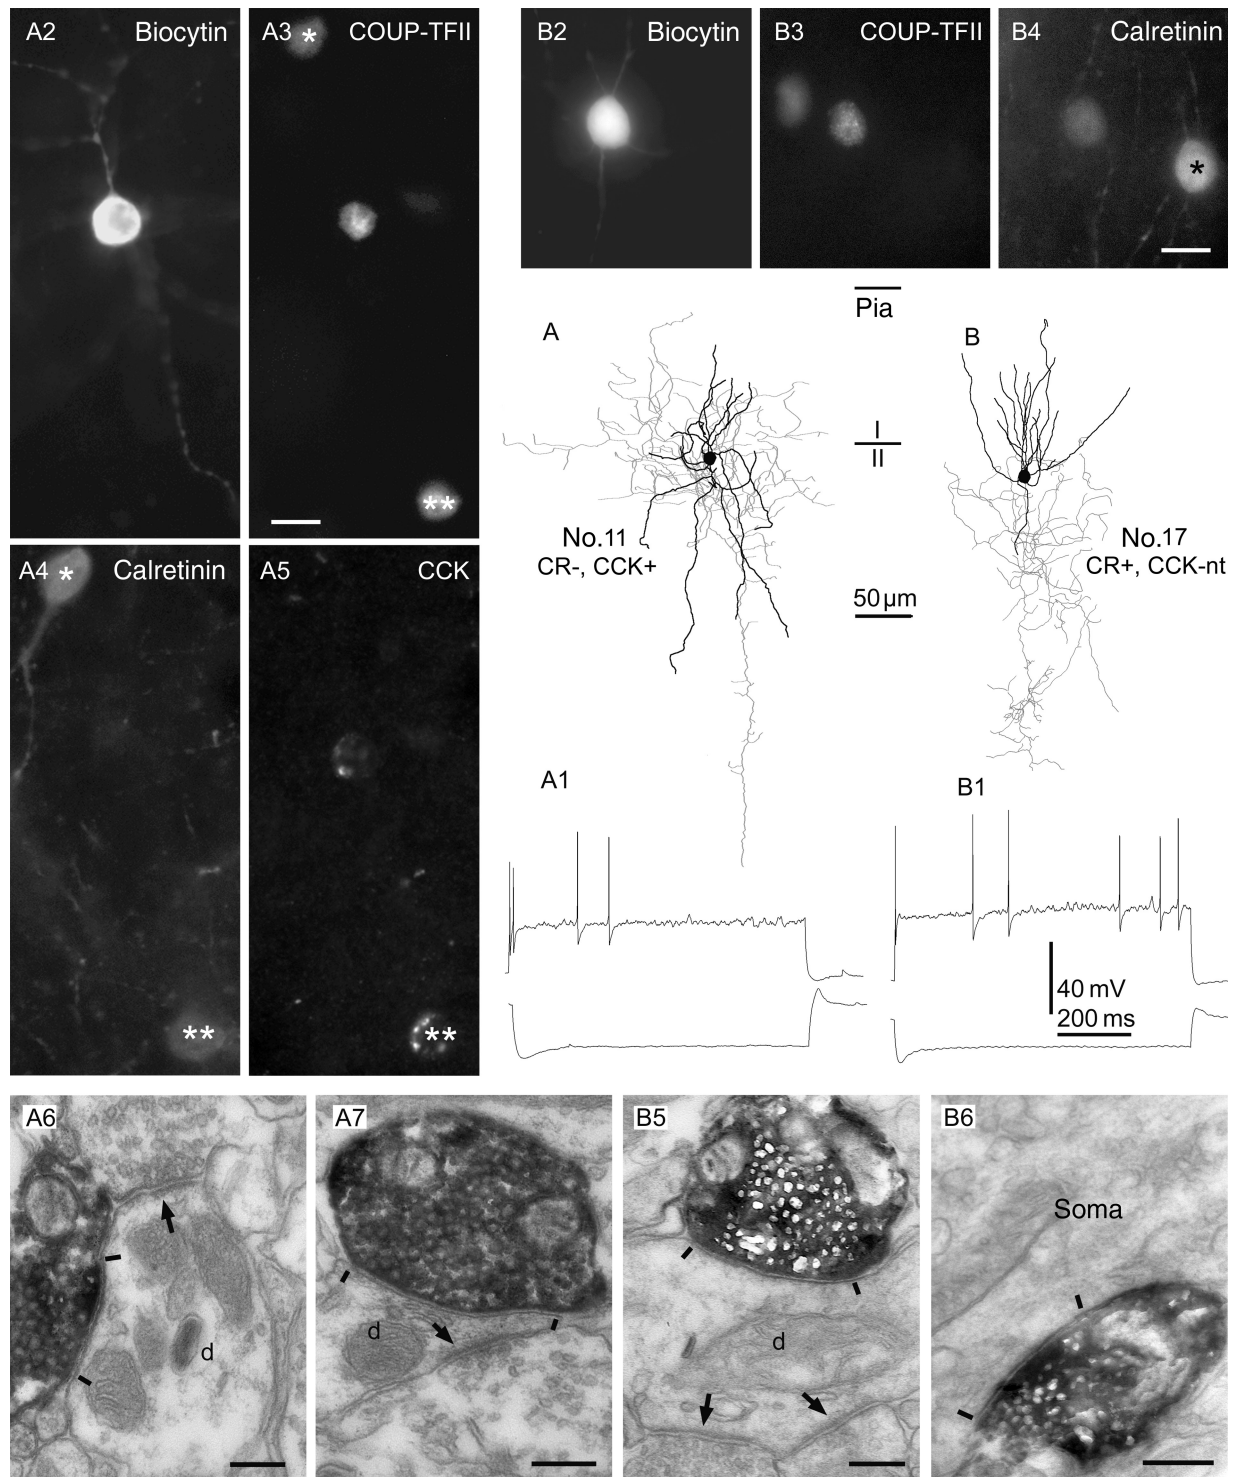 A2 Biocytin
A3 * COUP-TFII
**
B2 Biocytin
B3 COUP-TFII
B4 Calretinin
*
Pia
A
B
I
II
No.11
CR-, CCK+
No.17
CR+, CCK-nt
50 µm
A4 * Calretinin
**
A5 CCK
**
A1
B1
40 mV
200 ms
A6
d
A7
d
B5
d
B6
Soma